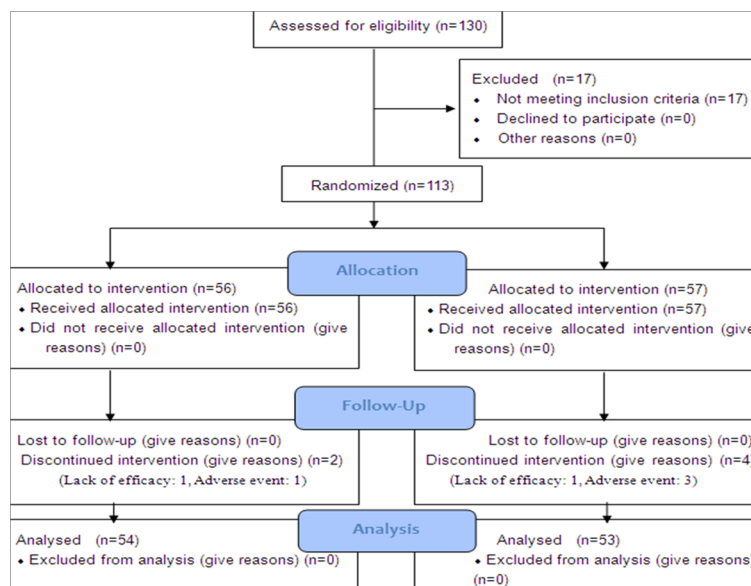 Assessed for eligibility (n=130)
Excluded (n=17)
⬥ Not meeting inclusion criteria (n=17)
⬥ Declined to participate (n=0)
⬥ Other reasons (n=0)
Randomized (n=113)
Allocation
Allocated to intervention (n=56)
⬥ Received allocated intervention (n=56)
⬥ Did not receive allocated intervention (give
reasons) (n=0)
Allocated to intervention (n=57)
⬥ Received allocated intervention (n=57)
⬥ Did not receive allocated intervention (give
reasons) (n=0)
Follow-Up
Lost to follow-up (give reasons) (n=0)
Discontinued intervention (give reasons) (n=2)
(Lack of efficacy: 1, Adverse event: 1)
Lost to follow-up (give reasons) (n=0)
Discontinued intervention (give reasons) (n=4
(Lack of efficacy: 1, Adverse event: 3)
Analysis
Analysed (n=54)
⬥ Excluded from analysis (give reasons) (n=0)
Analysed (n=53)
⬥ Excluded from analysis (give reasons)
(n=0)